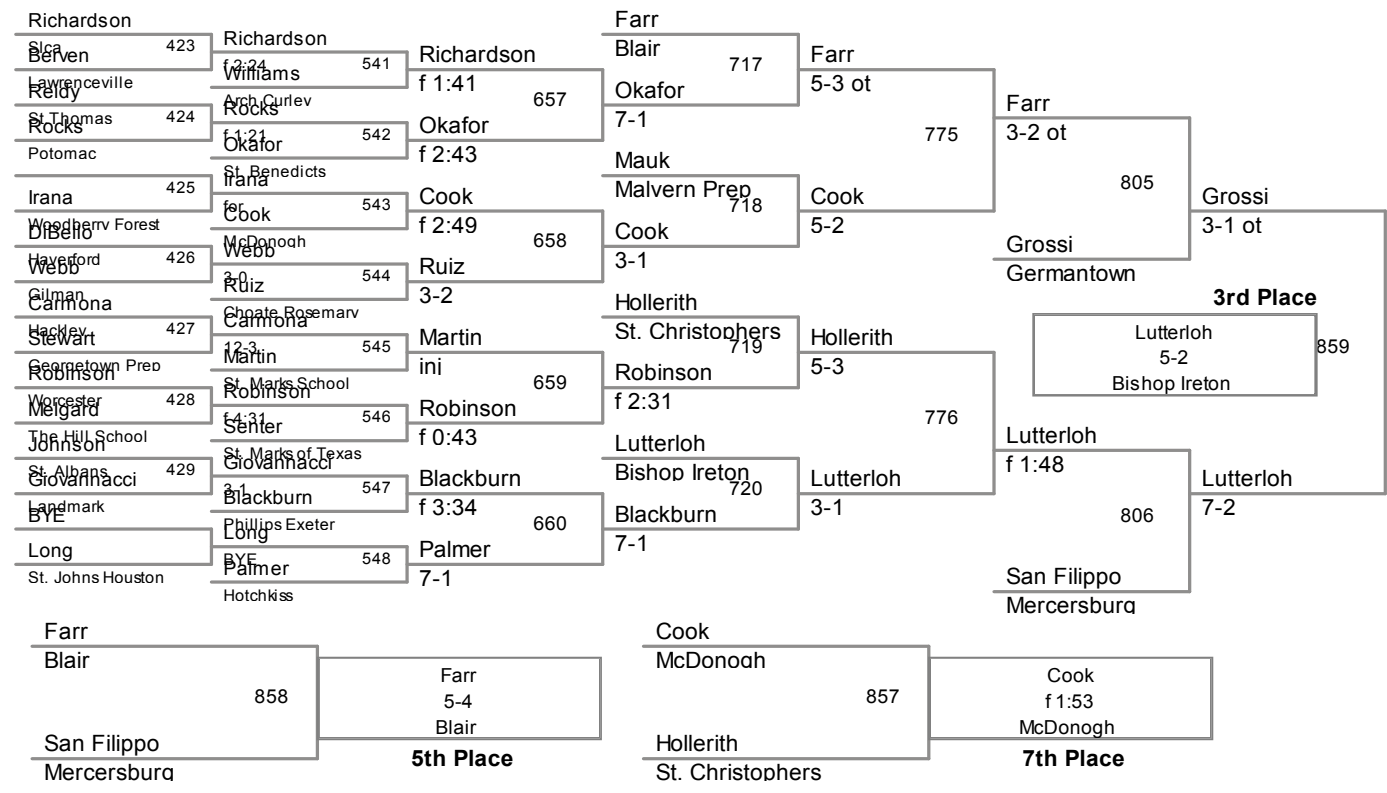 Richardson
Slca
423
Berven
Lawrenceville
Reidy
St Thomas
424
Rocks
Potomac
425
Irana
Woodberry Forest
DiBello
Haverford
426
Webb
Gilman
Carmona
Hackley
427
Stewart
Georgetown Prep
Robinson
Worcester
428
Melgard
The Hill School
Johnson
St. Albans
429
Giovannacci
Landmark
BYE
Long
St. Johns Houston
Richardson
f 2:24
541
Williams
Arch Curley
Rocks
f 1:21
542
Okafor
St. Benedicts
Irana
for
543
Cook
McDonogh
Webb
3-0
544
Ruiz
Choate Rosemary
Carmona
12-3
545
Martin
St. Marks School
Robinson
f 4:31
546
Senter
St. Marks of Texas
Giovannacci
3-1
547
Blackburn
Phillips Exeter
Long
BYE
548
Palmer
Hotchkiss
Richardson
f 1:41
657
Okafor
f 2:43
Cook
f 2:49
658
Ruiz
3-2
Martin
ini
659
Robinson
f 0:43
Blackburn
f 3:34
660
Palmer
7-1
Farr
Blair
717
Okafor
7-1
Mauk
Malvern Prep
718
Cook
3-1
Hollerith
St. Christophers
719
Robinson
f 2:31
Lutterloh
Bishop Ireton
720
Blackburn
7-1
Farr
5-3 ot
775
Cook
5-2
Hollerith
5-3
776
Lutterloh
3-1
Farr
3-2 ot
805
Grossi
Germantown
Lutterloh
f 1:48
806
San Filippo
Mercersburg
Grossi
3-1 ot
3rd Place
Lutterloh
5-2
Bishop Ireton
859
Lutterloh
7-2
Farr
Blair
858
San Filippo
Mercersburg
Farr
5-4
Blair
5th Place
Cook
McDonogh
857
Hollerith
St. Christophers
Cook
f 1:53
McDonogh
7th Place